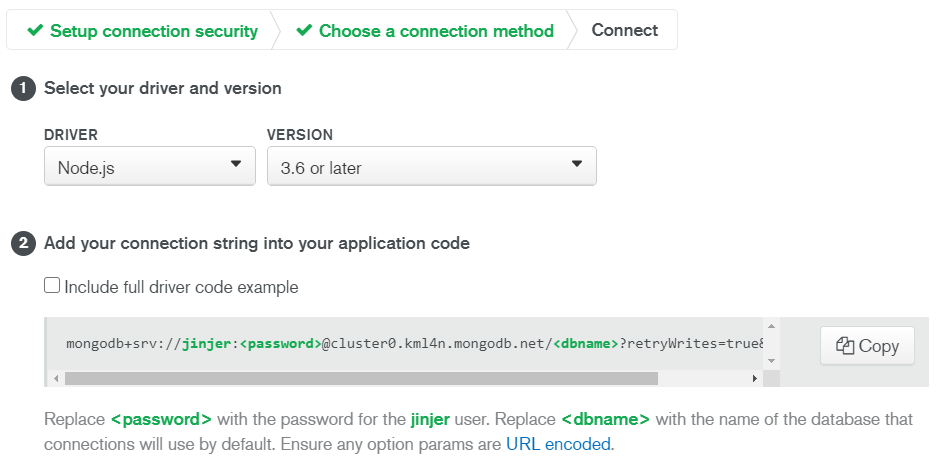 Setup connection security
Choose a connection method
Connect
1 Select your driver and version
DRIVER
VERSION
Node.js
3.6 or later
2 Add your connection string into your application code
Include full driver code example
mongodb+srv://jinjer:<password>@cluster0.kml4n.mongodb.net/<dbname>?retryWrites=true&
Copy
Replace <password> with the password for the jinjer user. Replace <dbname> with the name of the database that
connections will use by default. Ensure any option params are URL encoded.